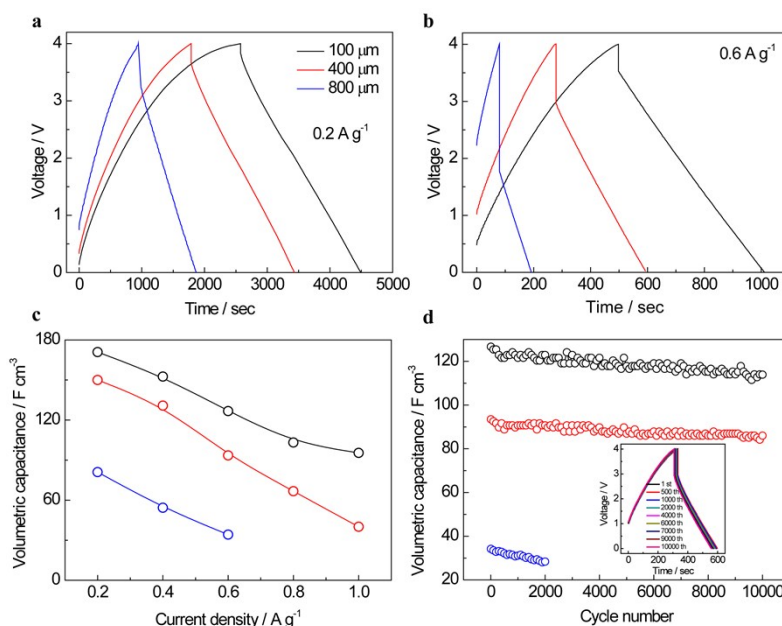 a
4
3
2
1
0
Voltage / V
0 1000 2000 3000 4000 5000
Time / sec
100 μm
400 μm
800 μm
0.2 A g⁻¹
b
4
3
2
1
0
Voltage / V
0 200 400 600 800 1000
Time / sec
0.6 A g⁻¹
c
180
120
60
0
Volumetric capacitance / F cm⁻³
0.2 0.4 0.6 0.8 1.0
Current density / A g⁻¹
d
120
100
80
60
40
20
Volumetric capacitance / F cm⁻³
0 2000 4000 6000 8000 10000
Cycle number
4
3
2
1
0
Voltage / V
1 st
500 th
1000 th
2000 th
4000 th
6000 th
7000 th
9000 th
10000 th
0 200 400 600
Time / sec